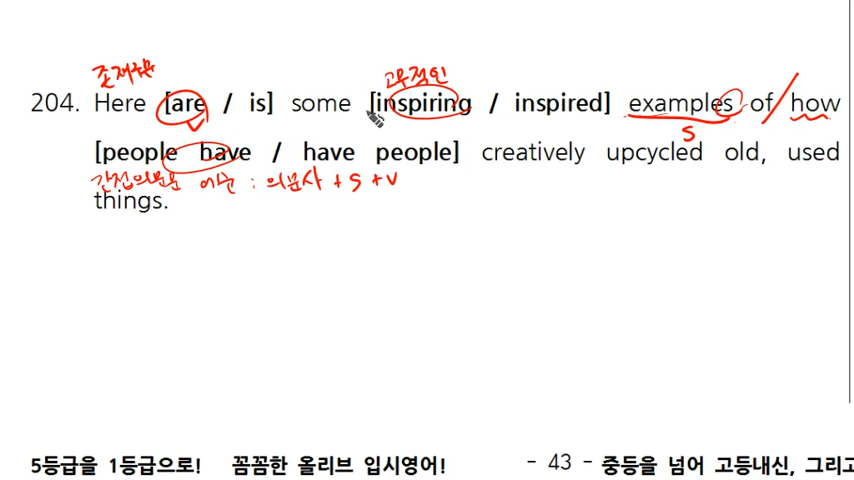 존재구문
고무적인
204. Here [are / is] some [inspiring / inspired] examples of / how
V
S
[people have / have people] creatively upcycled old, used
간접의문문 어순 : 의문사 + S + V
things.
5등급을 1등급으로! 꼼꼼한 올리브 입시영어! - 43 - 중등을 넘어 고등내신, 그리고